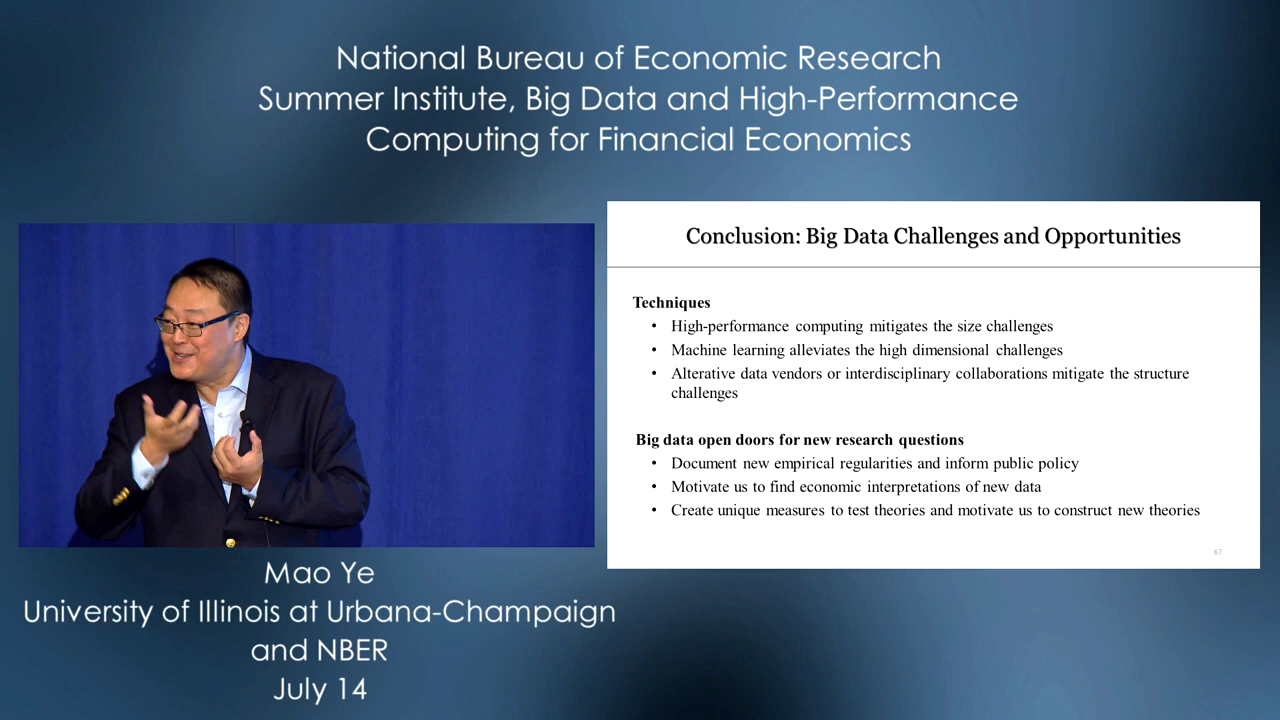 National Bureau of Economic Research
Summer Institute, Big Data and High-Performance
Computing for Financial Economics
Conclusion: Big Data Challenges and Opportunities
Techniques
• High-performance computing mitigates the size challenges
• Machine learning alleviates the high dimensional challenges
• Alterative data vendors or interdisciplinary collaborations mitigate the structure
challenges
Big data open doors for new research questions
• Document new empirical regularities and inform public policy
• Motivate us to find economic interpretations of new data
• Create unique measures to test theories and motivate us to construct new theories
67
Mao Ye
University of Illinois at Urbana-Champaign
and NBER
July 14